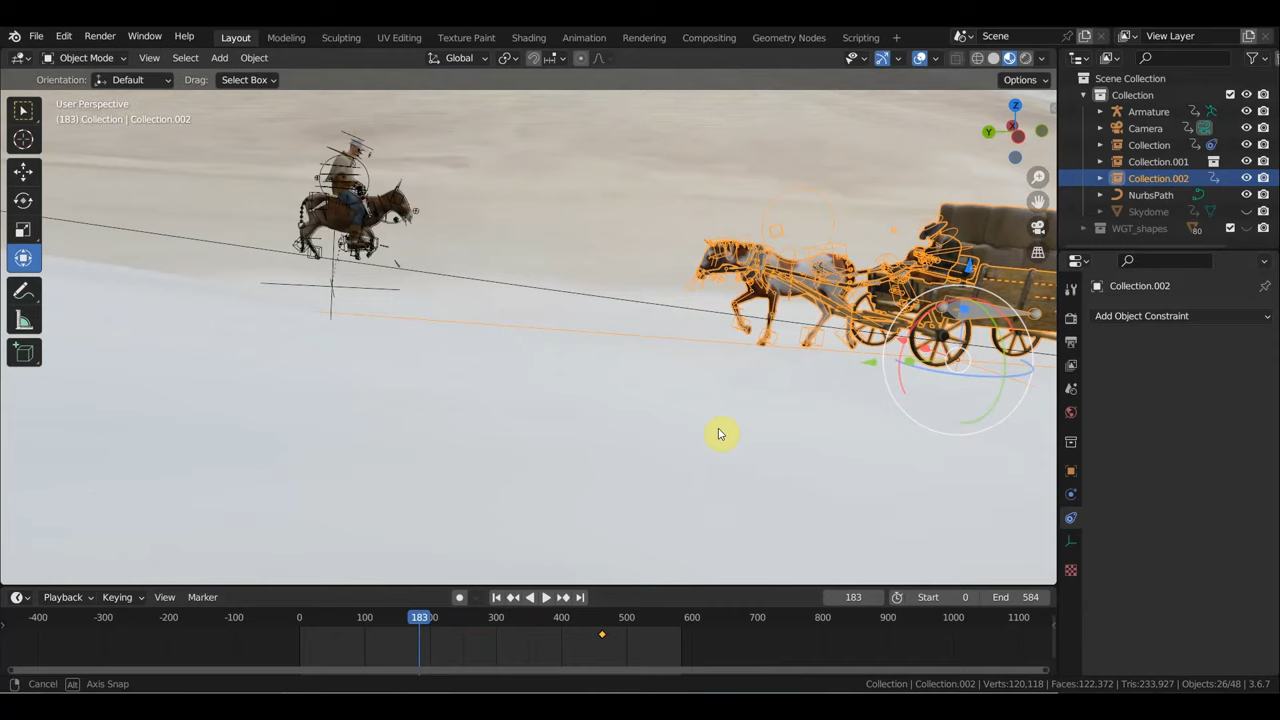 File Edit Render Window Help Layout Modeling Sculpting UV Editing Texture Paint Shading Animation Rendering Compositing Geometry Nodes Scripting + Scene View Layer
Object Mode View Select Add Object Global
Orientation: Default Drag: Select Box Options
User Perspective
(183) Collection | Collection.002
Z
Y
X
Scene Collection
Collection
Armature
Camera
Collection
Collection.001
Collection.002
NurbsPath
Skydome
WGT_shapes 80
Collection.002
Add Object Constraint
Playback Keying View Marker 183 Start 0 End 584
-400 -300 -200 -100 0 100 183 200 300 400 500 600 700 800 900 1000 1100
Cancel Alt Axis Snap Collection | Collection.002 | Verts:120,118 | Faces:122,372 | Tris:233,927 | Objects:26/48 | 3.6.7